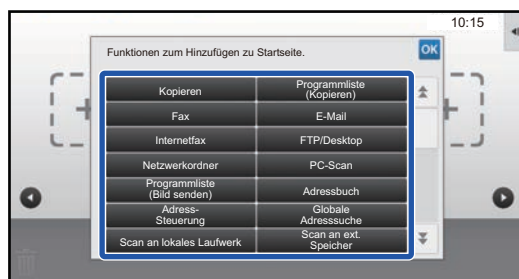 10:15
Funktionen zum Hinzufügen zu Startseite.
OK
Kopieren
Programmliste
(Kopieren)
Fax
E-Mail
Internetfax
FTP/Desktop
Netzwerkordner
PC-Scan
Programmliste
(Bild senden)
Adressbuch
Adress-
Steuerung
Globale
Adresssuche
Scan an lokales Laufwerk
Scan an ext.
Speicher